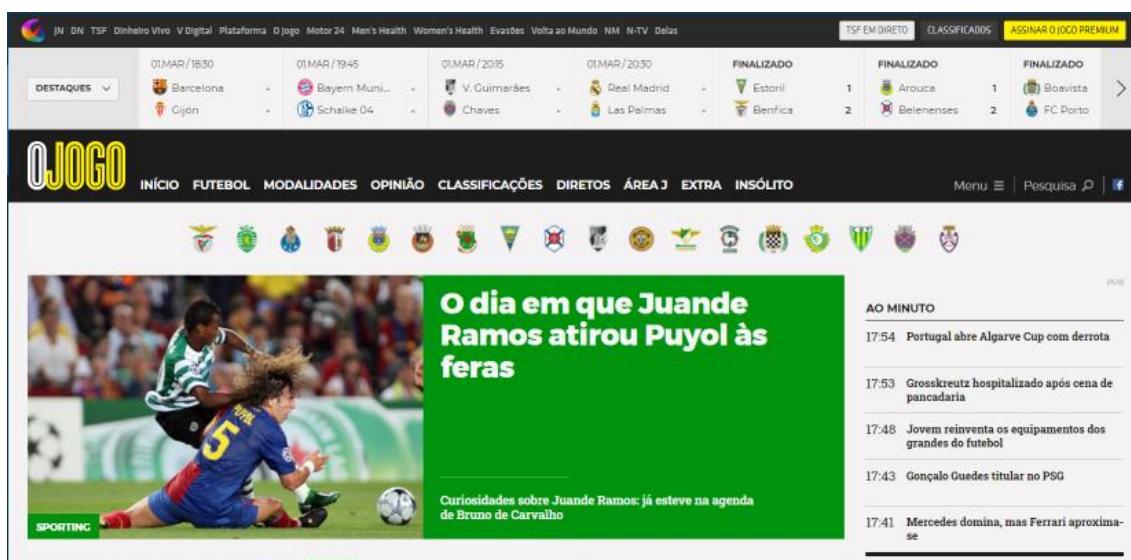 JN DN TSF Dinheiro Vivo V Digital Plataforma O Jogo Motor 24 Men's Health Women's Health Evasões Volta ao Mundo NM N-TV Delas
TSF EM DIRETO CLASSIFICADOS ASSINAR O JOGO PREMIUM
DESTAQUES
01.MAR / 18:30
Barcelona -
Gijón -
01.MAR / 19:45
Bayern Muni... -
Schalke 04 -
01.MAR / 20:15
V. Guimarães -
Chaves -
01.MAR / 20:30
Real Madrid -
Las Palmas -
FINALIZADO
Estoril 1
Benfica 2
FINALIZADO
Arouca 1
Belenenses 2
FINALIZADO
Boavista
FC Porto
OJOGO
INÍCIO FUTEBOL MODALIDADES OPINIÃO CLASSIFICAÇÕES DIRETOS ÁREA J EXTRA INSÓLITO
Menu Pesquisa
PUYOL
5
SPORTING
O dia em que Juande
Ramos atirou Puyol às
feras
Curiosidades sobre Juande Ramos: já esteve na agenda
de Bruno de Carvalho
PUB
AO MINUTO
17:54 Portugal abre Algarve Cup com derrota
17:53 Grosskreutz hospitalizado após cena de
pancadaria
17:48 Jovem reinventa os equipamentos dos
grandes do futebol
17:43 Gonçalo Guedes titular no PSG
17:41 Mercedes domina, mas Ferrari aproxima-
se